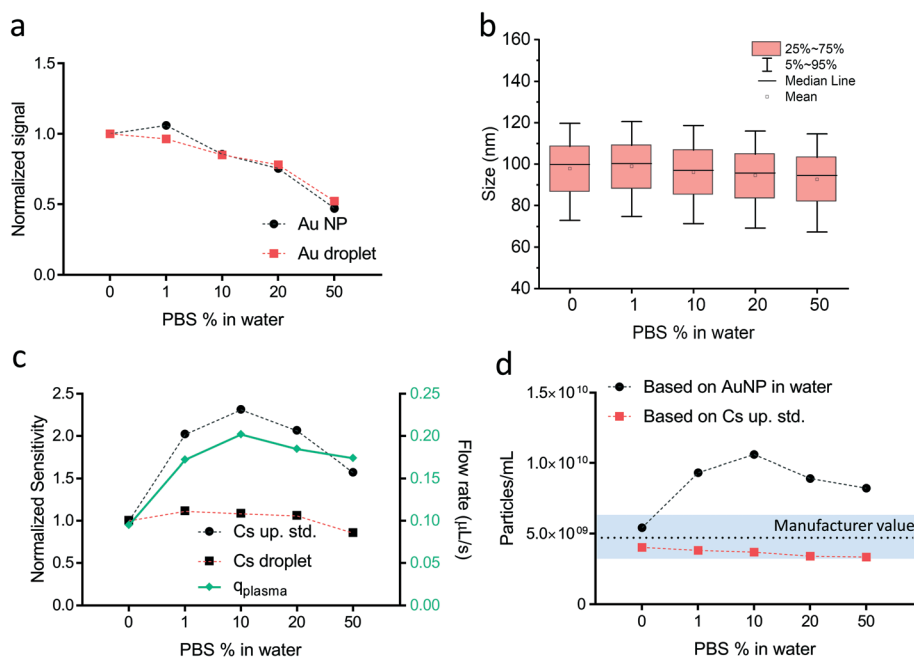 a
1.5
1.0
0.5
0.0
Normalized signal
Au NP
Au droplet
0 1 10 20 50
PBS % in water
b
160
140
120
100
80
60
40
Size (nm)
25%~75%
5%~95%
Median Line
Mean
0 1 10 20 50
PBS % in water
c
2.5
2.0
1.5
1.0
0.5
0.0
Normalized Sensitivity
0.25
0.20
0.15
0.10
0.05
0.00
Flow rate (μL/s)
Cs up. std.
Cs droplet
qplasma
0 1 10 20 50
PBS % in water
d
Based on AuNP in water
Based on Cs up. std.
1.5×10¹⁰
1.0×10¹⁰
5.0×10⁰⁹
0
Particles/mL
Manufacturer value
0 1 10 20 50
PBS % in water